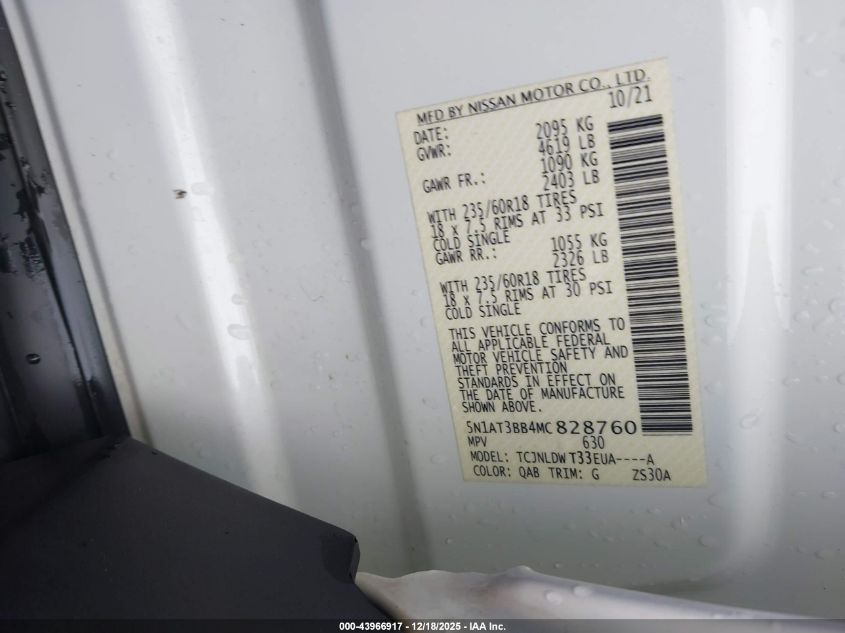 MFD BY NISSAN MOTOR CO., LTD.
DATE: 10/21
GVWR: 2095 KG
4619 LB
GAWR FR.: 1090 KG
2403 LB
WITH 235/60R18 TIRES
18 x 7.5 RIMS AT 33 PSI
COLD SINGLE
GAWR RR.: 1055 KG
2326 LB
WITH 235/60R18 TIRES
18 x 7.5 RIMS AT 30 PSI
COLD SINGLE
THIS VEHICLE CONFORMS TO
ALL APPLICABLE FEDERAL
MOTOR VEHICLE SAFETY AND
THEFT PREVENTION
STANDARDS IN EFFECT ON
THE DATE OF MANUFACTURE
SHOWN ABOVE.
5N1AT3BB4MC828760
MPV 630
MODEL: TCJNLDW T33EUA----A
COLOR: QAB TRIM: G ZS30A
000-43966917 - 12/18/2025 - IAA Inc.